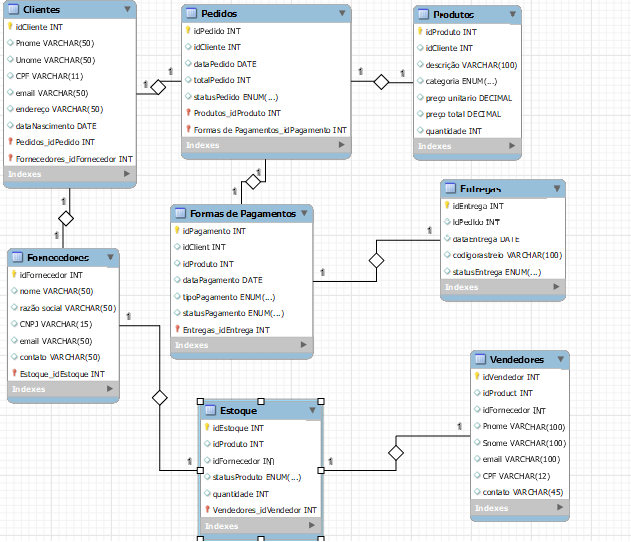 Clientes
idCliente INT
Pnome VARCHAR(50)
Unome VARCHAR(50)
CPF VARCHAR(11)
email VARCHAR(50)
endereço VARCHAR(50)
dataNascimento DATE
Pedidos_idPedido INT
Fornecedores_idFornecedor INT
Indexes
Pedidos
idPedido INT
idCliente INT
dataPedido DATE
totalPedido INT
statusPedido ENUM(...)
Produtos_idProduto INT
Formas de Pagamentos_idPagamento INT
Indexes
Produtos
idProduto INT
idCliente INT
descrição VARCHAR(100)
categoria ENUM(...)
preço unitario DECIMAL
preço total DECIMAL
quantidade INT
Indexes
1
1
1
1
1
1
1
1
Formas de Pagamentos
idPagamento INT
idClient INT
idProduto INT
dataPagamento DATE
tipoPagamento ENUM(...)
statusPagamento ENUM(...)
Entregas_idEntrega INT
Indexes
Entregas
idEntrega INT
idPedido INT
dataEntrega DATE
codigorastreio VARCHAR(100)
statusEntrega ENUM(...)
Indexes
1
1
Fornecedores
idFornecedor INT
nome VARCHAR(50)
razão social VARCHAR(50)
CNPJ VARCHAR(15)
email VARCHAR(50)
contato VARCHAR(50)
Estoque_idEstoque INT
Indexes
1
1
Estoque
idEstoque INT
idProduto INT
idFornecedor IN
statusProduto ENUM(...)
quantidade INT
Vendedores_idVendedor INT
Indexes
1
1
Vendedores
idVendedor INT
idProduct INT
idFornecedor INT
Pnome VARCHAR(100)
Snome VARCHAR(100)
email VARCHAR(100)
CPF VARCHAR(12)
contato VARCHAR(45)
Indexes